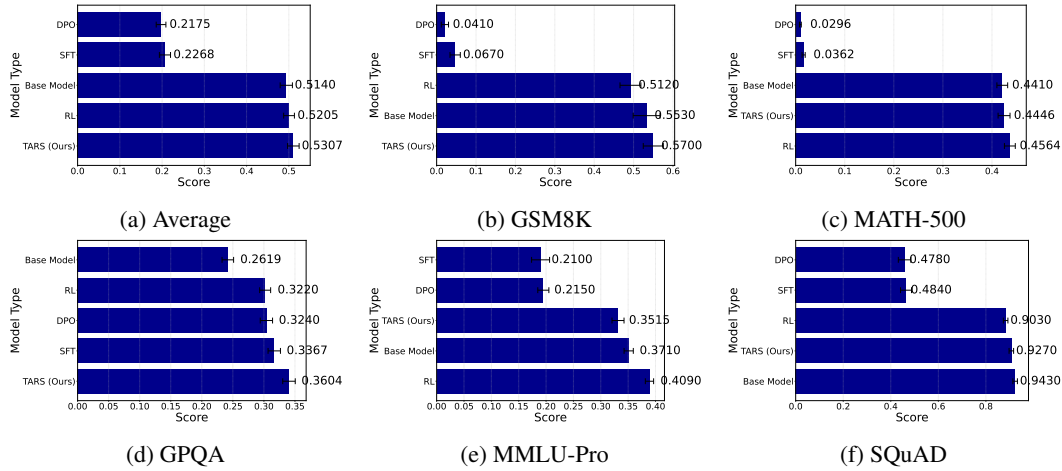 Model Type
DPO 0.2175
SFT 0.2268
Base Model 0.5140
RL 0.5205
TARS (Ours) 0.5307
0.0 0.1 0.2 0.3 0.4 0.5
Score
(a) Average
Model Type
DPO 0.0410
SFT 0.0670
RL 0.5120
Base Model 0.5530
TARS (Ours) 0.5700
0.0 0.1 0.2 0.3 0.4 0.5 0.6
Score
(b) GSM8K
Model Type
DPO 0.0296
SFT 0.0362
Base Model 0.4410
TARS (Ours) 0.4446
RL 0.4564
0.0 0.1 0.2 0.3 0.4
Score
(c) MATH-500
Model Type
Base Model 0.2619
RL 0.3220
DPO 0.3240
SFT 0.3367
TARS (Ours) 0.3604
0.00 0.05 0.10 0.15 0.20 0.25 0.30 0.35
Score
(d) GPQA
Model Type
SFT 0.2100
DPO 0.2150
TARS (Ours) 0.3515
Base Model 0.3710
RL 0.4090
0.00 0.05 0.10 0.15 0.20 0.25 0.30 0.35 0.40
Score
(e) MMLU-Pro
Model Type
DPO 0.4780
SFT 0.4840
RL 0.9030
TARS (Ours) 0.9270
Base Model 0.9430
0.0 0.2 0.4 0.6 0.8
Score
(f) SQuAD